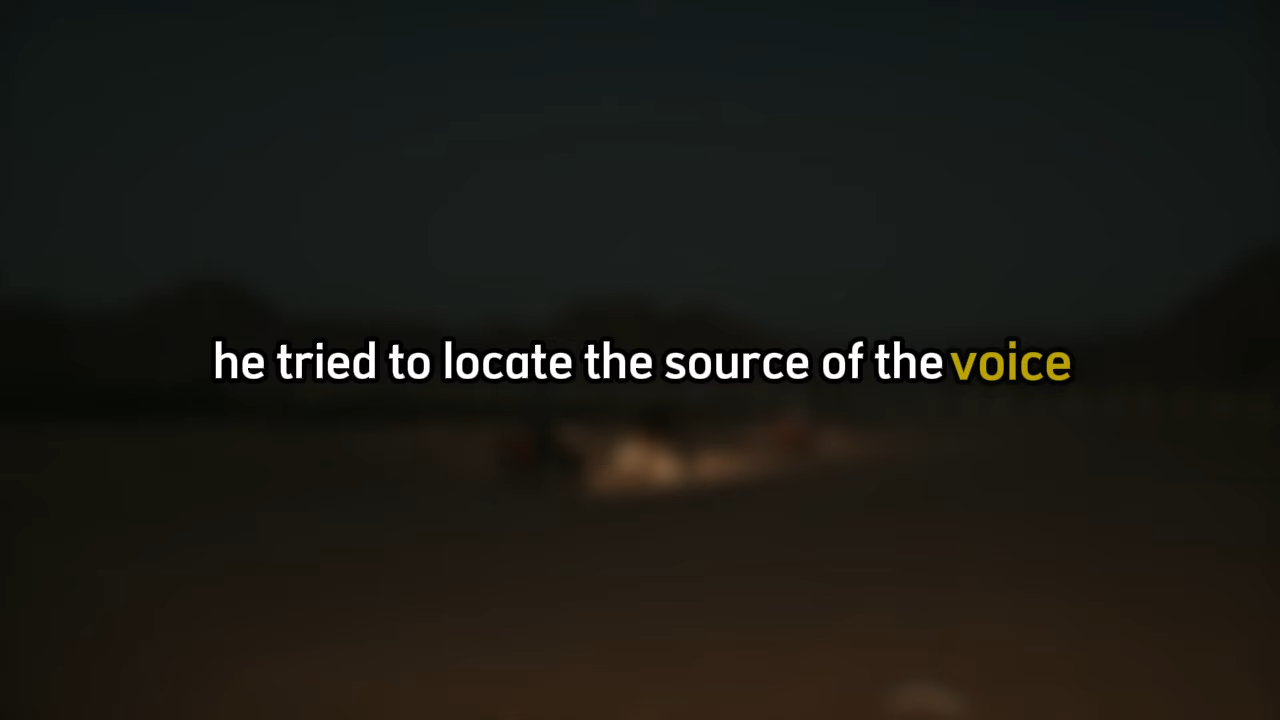 he tried to locate the source of the voice